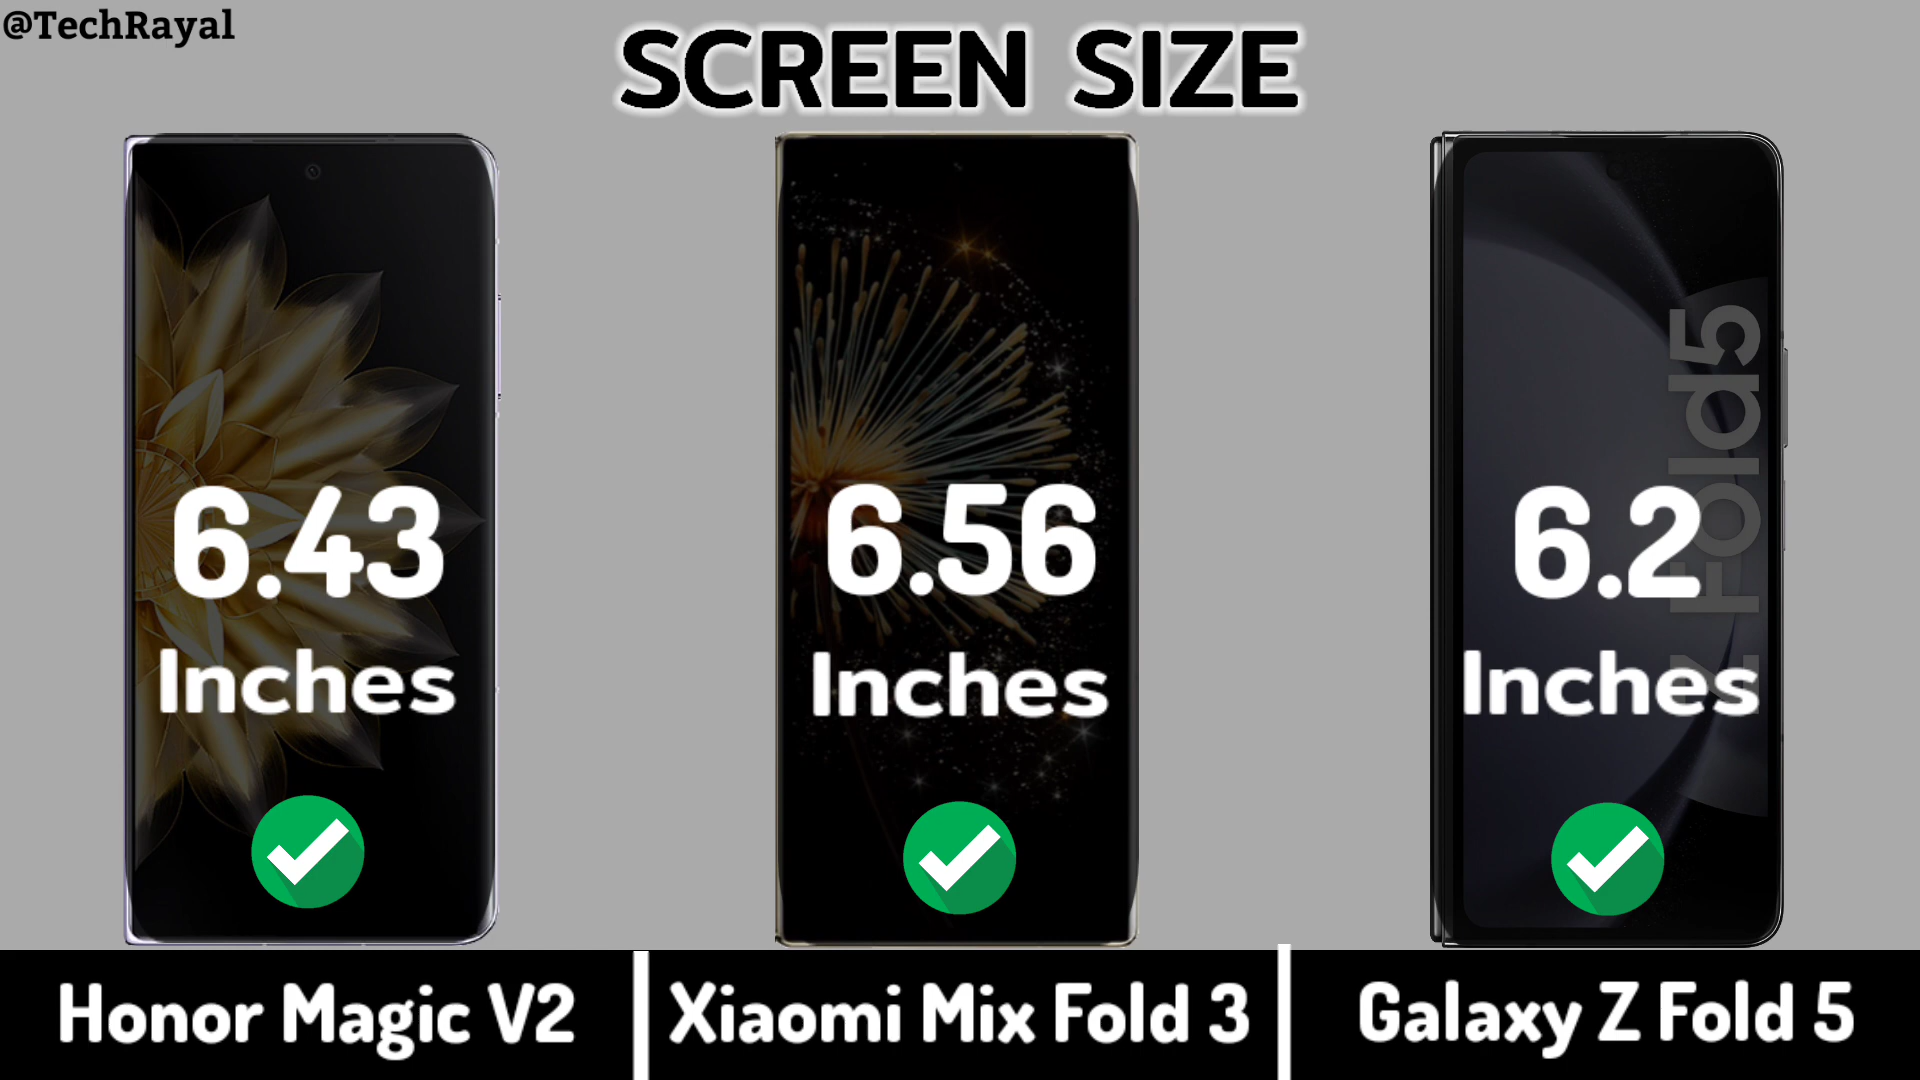 @TechRayal
SCREEN SIZE
6.43
Inches
6.56
Inches
6.2
Inches
Z Fold5
Honor Magic V2
Xiaomi Mix Fold 3
Galaxy Z Fold 5